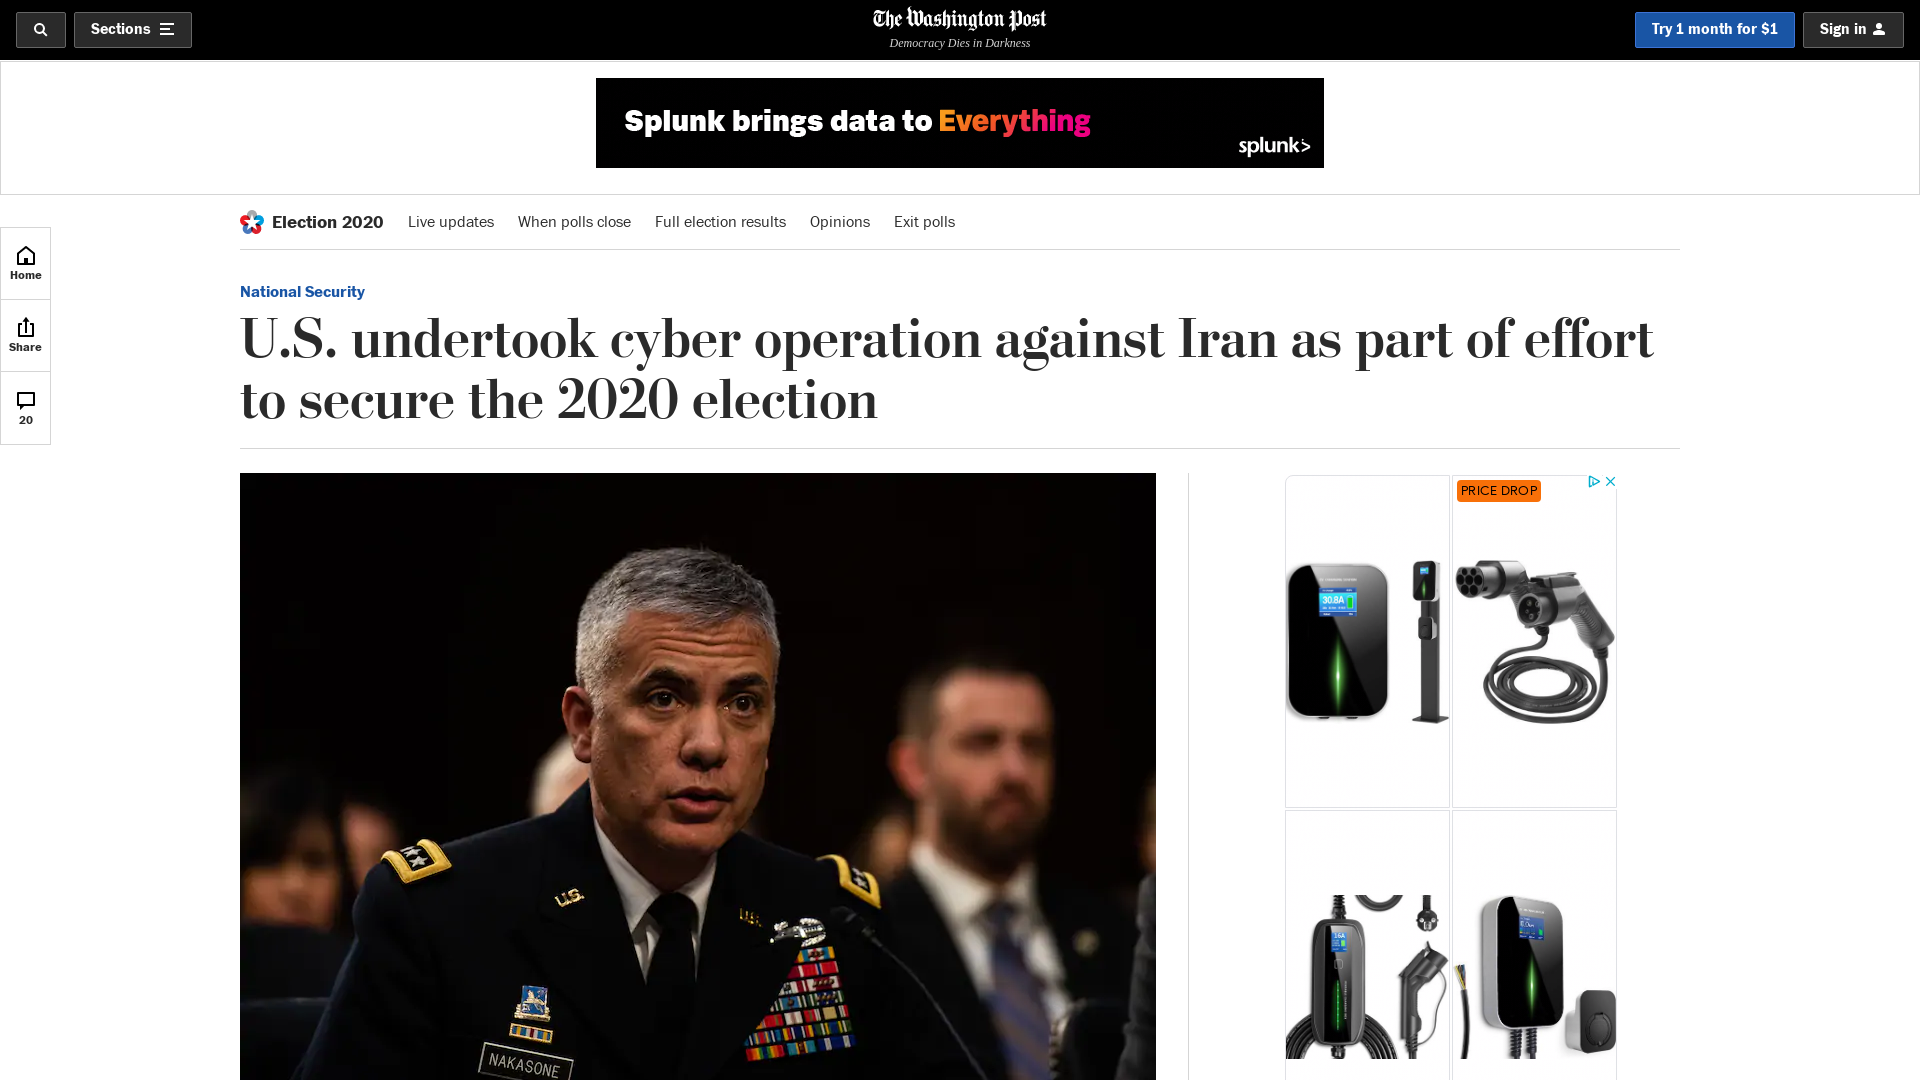 Sections
The Washington Post
Democracy Dies in Darkness
Try 1 month for $1
Sign in
Splunk brings data to Everything
splunk>
Election 2020
Live updates
When polls close
Full election results
Opinions
Exit polls
Home
Share
20
National Security
U.S. undertook cyber operation against Iran as part of effort
to secure the 2020 election
PRICE DROP
30.8A
U.S.
U.S.
NAKASONE